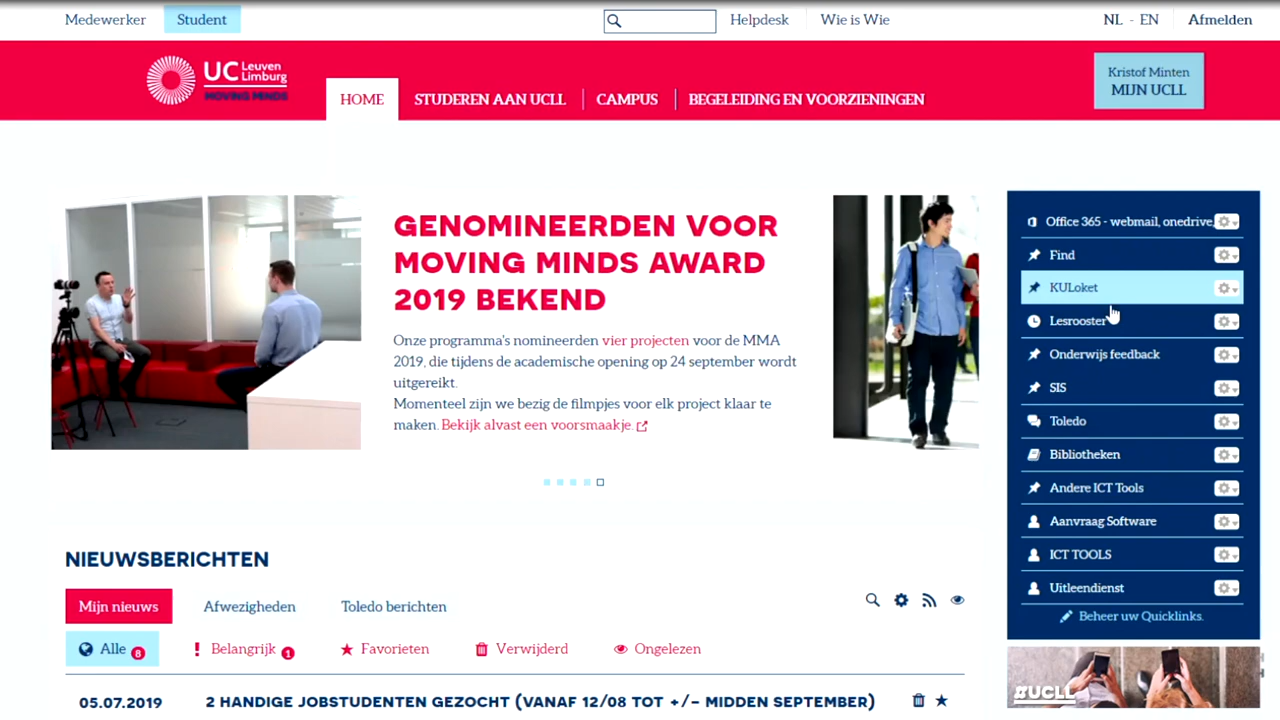 Medewerker
Student
Helpdesk
Wie is Wie
NL - EN
Afmelden
UC Leuven Limburg
MOVING MINDS
HOME
STUDEREN AAN UCLL
CAMPUS
BEGELEIDING EN VOORZIENINGEN
Kristof Minten
MIJN UCLL
GENOMINEERDEN VOOR
MOVING MINDS AWARD
2019 BEKEND
Onze programma's nomineerden vier projecten voor de MMA
2019, die tijdens de academische opening op 24 september wordt
uitgereikt.
Momenteel zijn we bezig de filmpjes voor elk project klaar te
maken. Bekijk alvast een voorsmaakje.
Office 365 - webmail, onedrive,
Find
KULoket
Lesrooster
Onderwijs feedback
SIS
Toledo
Bibliotheken
Andere ICT Tools
Aanvraag Software
ICT TOOLS
Uitleendienst
Beheer uw Quicklinks.
#UCLL
NIEUWSBERICHTEN
Mijn nieuws
Afwezigheden
Toledo berichten
Alle 8
Belangrijk 1
Favorieten
Verwijderd
Ongelezen
05.07.2019
2 HANDIGE JOBSTUDENTEN GEZOCHT (VANAF 12/08 TOT +/- MIDDEN SEPTEMBER)